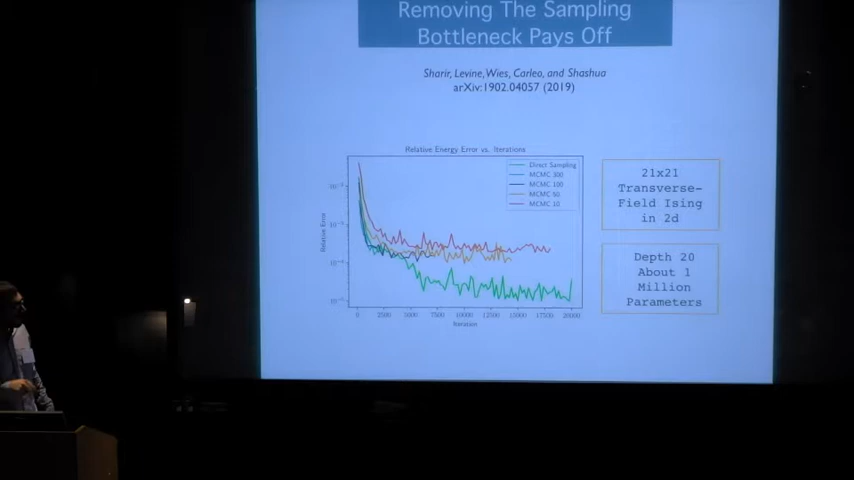 Removing The Sampling
Bottleneck Pays Off
Sharir, Levine, Wies, Carleo, and Shashua
arXiv:1902.04057 (2019)
Relative Energy Error vs. Iterations
Direct Sampling
MCMC 300
MCMC 100
MCMC 50
MCMC 10
Relative Error
0 2500 5000 7500 10000 12500 15000 17500 20000
Iteration
21x21
Transverse-
Field Ising
in 2d
Depth 20
About 1
Million
Parameters